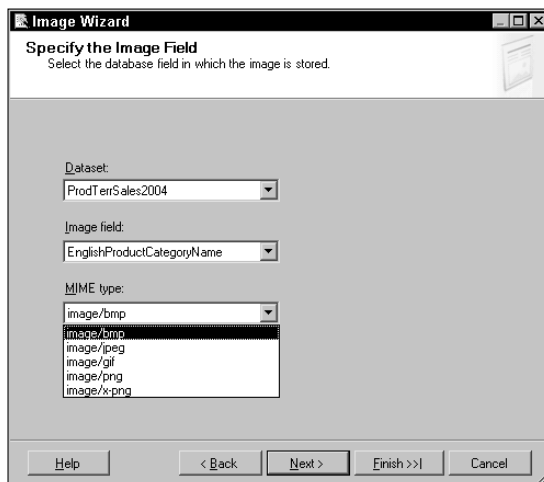 Image Wizard
Specify the Image Field
Select the database field in which the image is stored.
Dataset:
ProdTerrSales2004
Image field:
EnglishProductCategoryName
MIME type:
image/bmp
image/bmp
image/jpeg
image/gif
image/png
image/x-png
Help
< Back
Next >
Finish >>|
Cancel